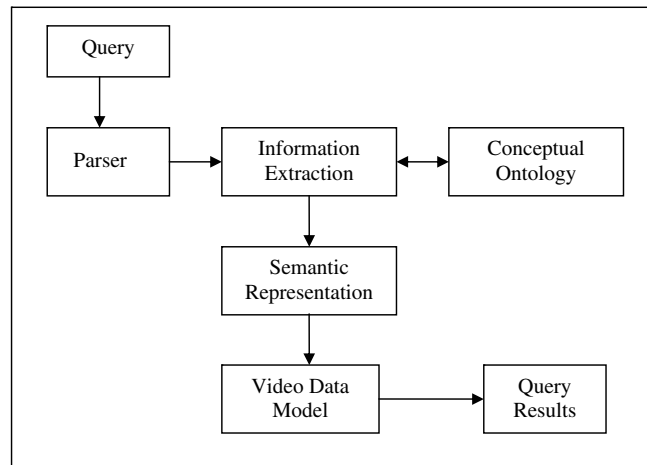 Query
Parser
Information
Extraction
Conceptual
Ontology
Semantic
Representation
Video Data
Model
Query
Results